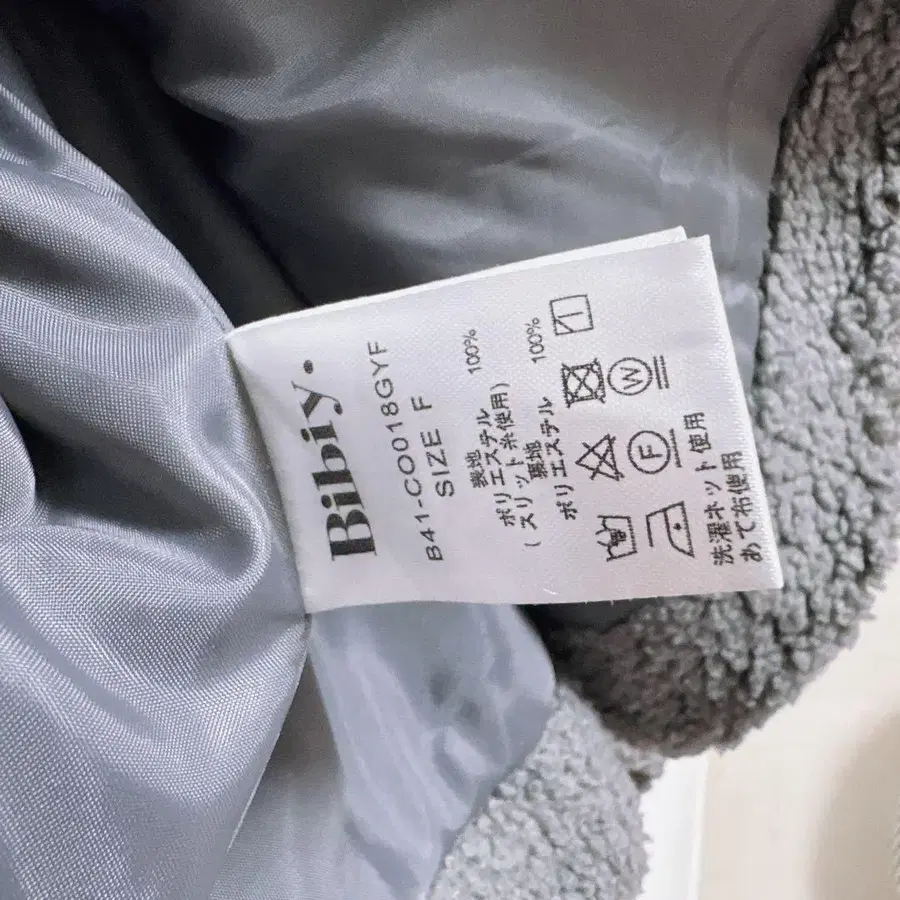 Bibiy.
B41-CO018GYF
SIZE F
表地
ポリエステル 100%
(スリット糸使用)
裏地
ポリエステル 100%
W
F
洗濯ネット使用
あて布使用